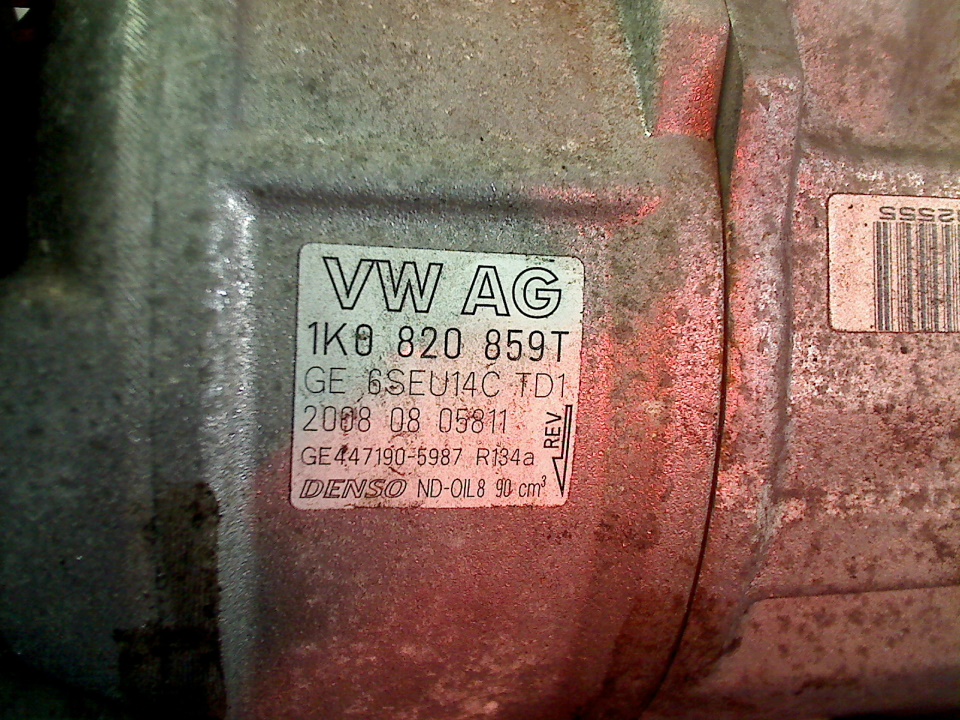 VW AG
1K0 820 859T
GE 6SEU14C TD1
2008 08 05811
REV
GE447190-5987 R134a
DENSO ND-OIL8 90 cm³